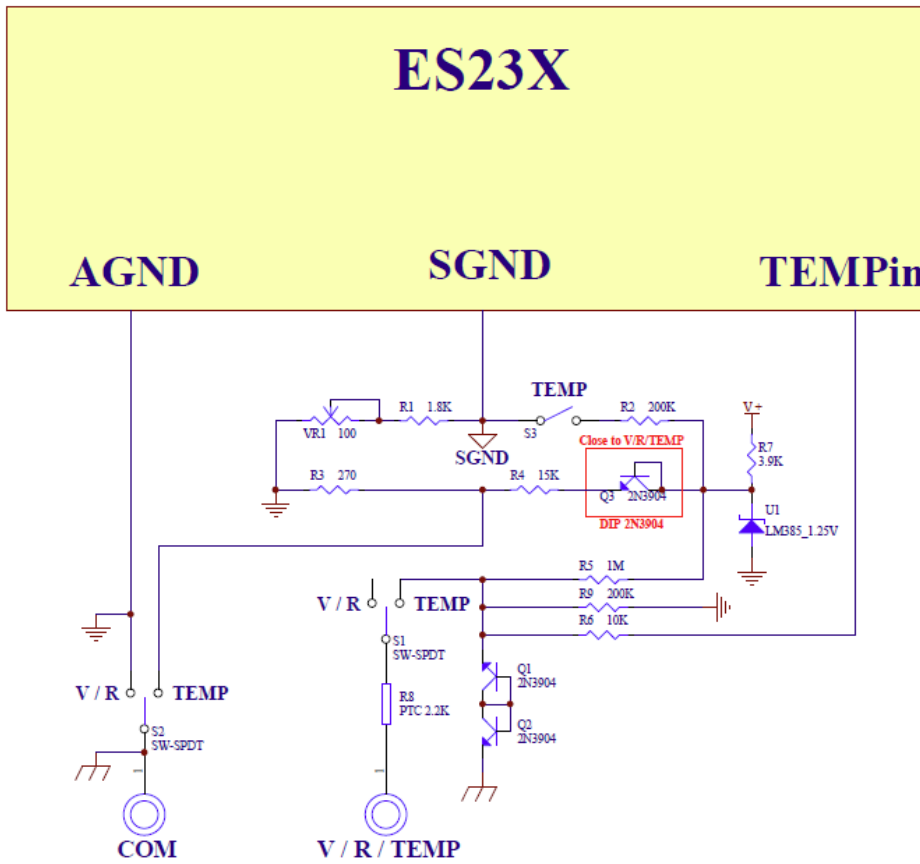 ES23X
AGND
SGND
TEMPin
TEMP
V+
R1 1.8K
R2 200K
VR1 100
S3
R7
3.9K
Close to V/R/TEMP
SGND
R3 270
R4 15K
Q3 2N3904
DIP 2N3904
U1
LM385_1.25V
R5 1M
V / R
TEMP
R9 200K
R6 10K
S1
SW-SPDT
Q1
2N3904
V / R
TEMP
R8
PTC 2.2K
Q2
2N3904
S2
SW-SPDT
1
1
COM
V / R / TEMP